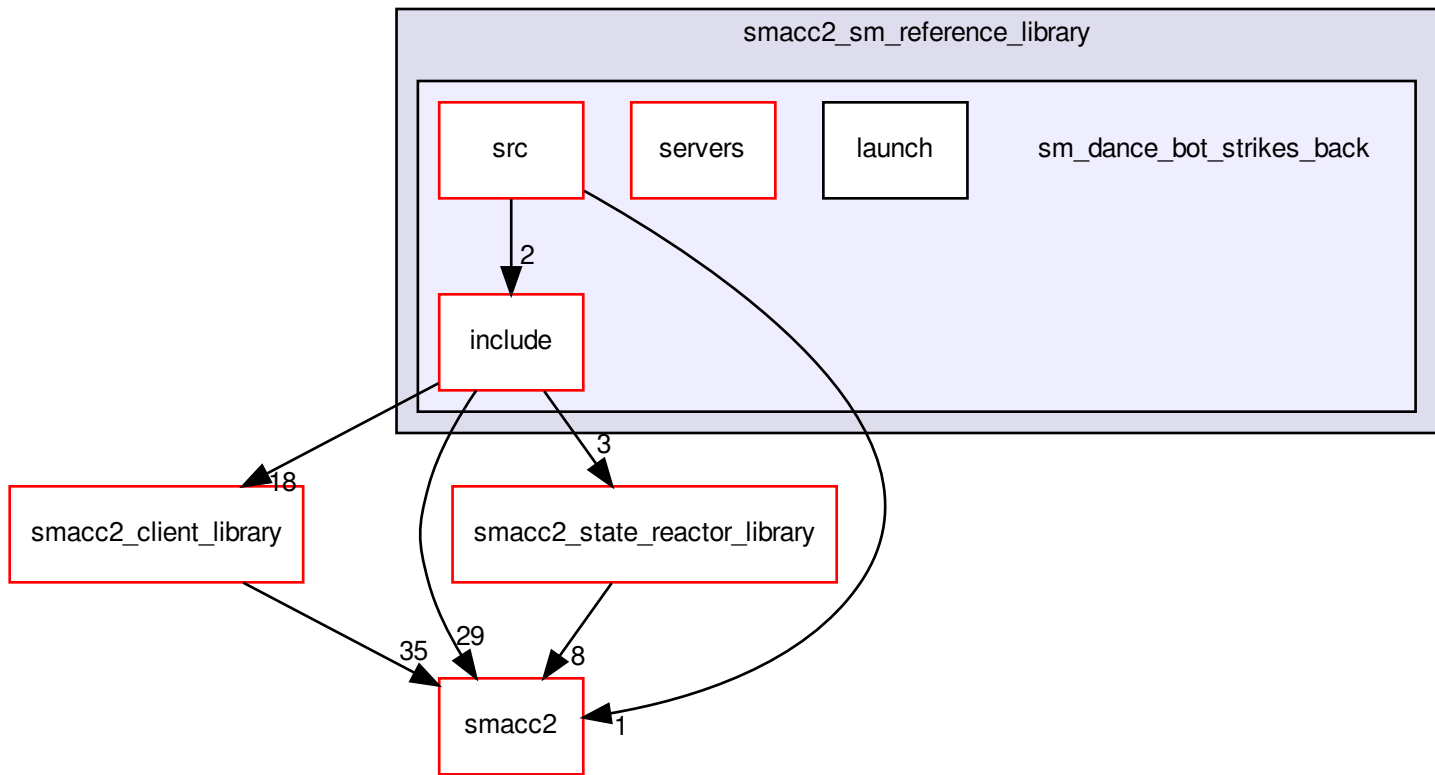 smacc2_sm_reference_library
src
servers
launch
sm_dance_bot_strikes_back
2
include
3
18
smacc2_client_library
smacc2_state_reactor_library
35
29
8
smacc2
1